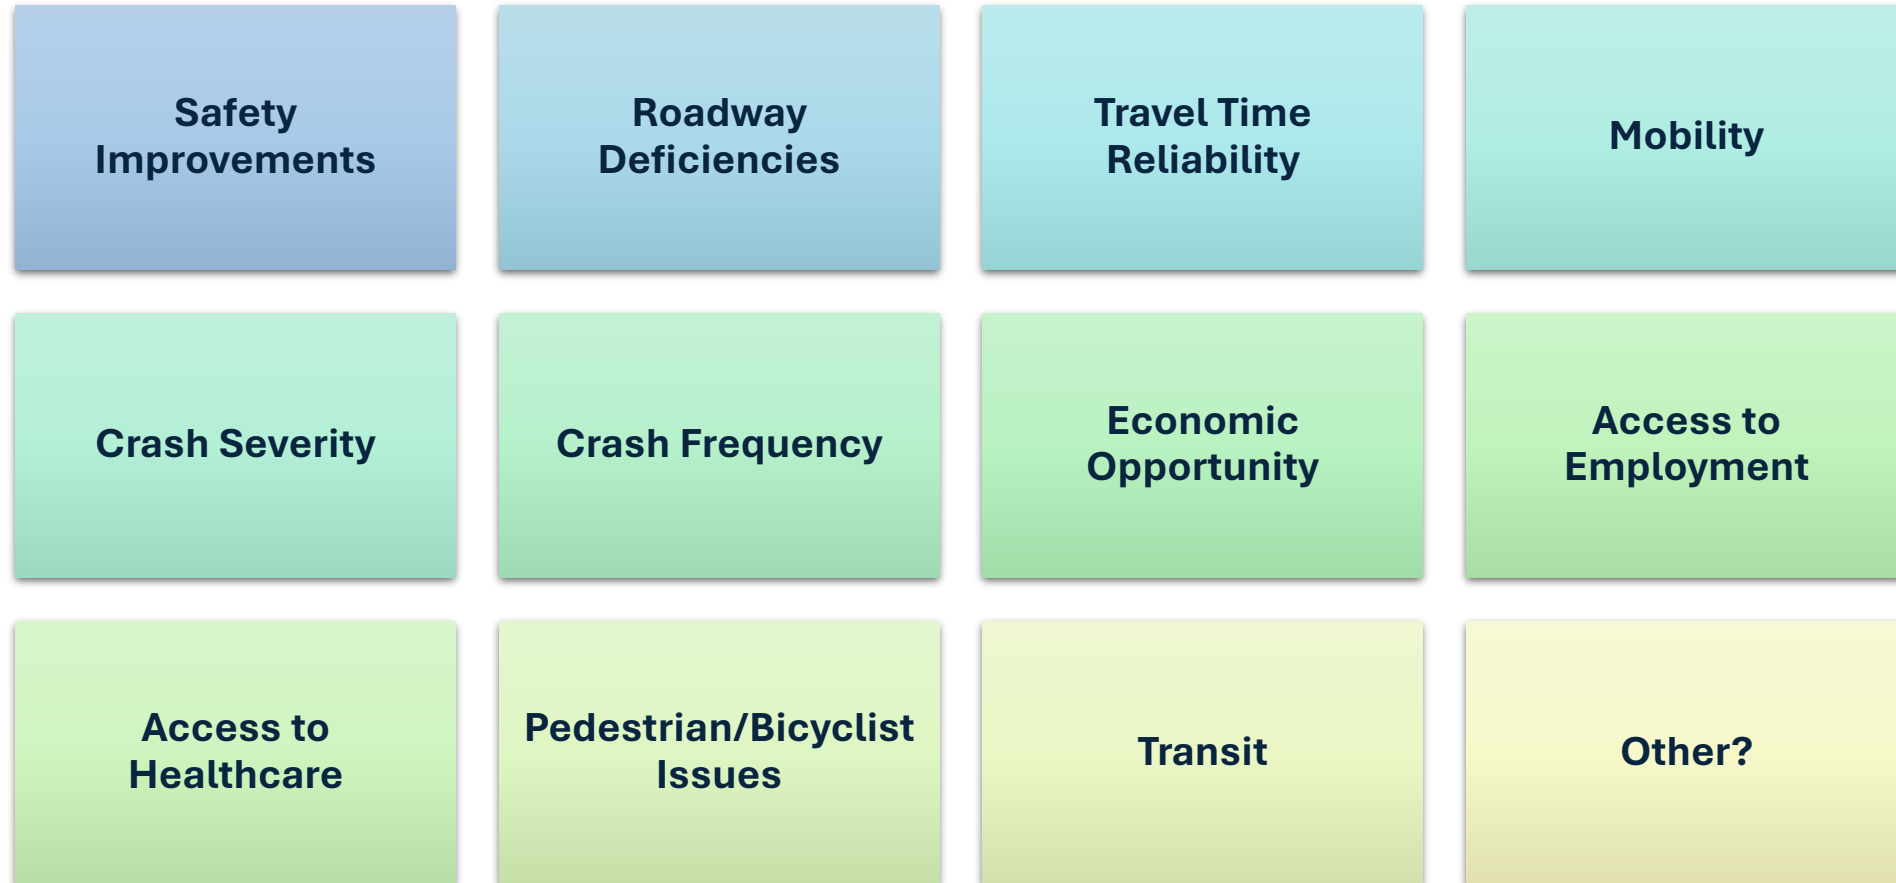 Safety
Improvements
Roadway
Deficiencies
Travel Time
Reliability
Mobility
Crash Severity
Crash Frequency
Economic
Opportunity
Access to
Employment
Access to
Healthcare
Pedestrian/Bicyclist
Issues
Transit
Other?